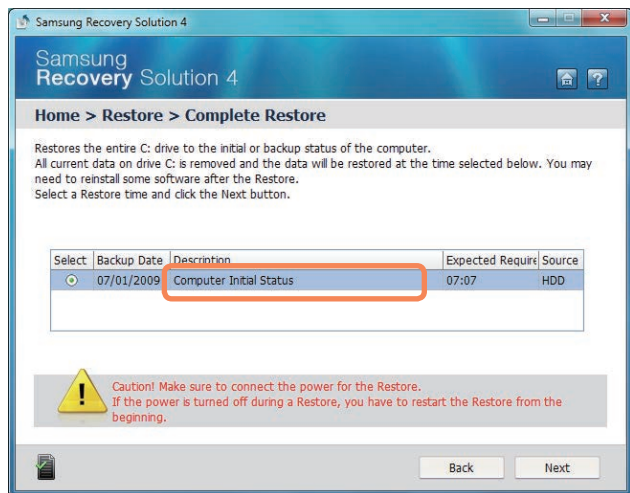 Samsung Recovery Solution 4
Samsung
Recovery Solution 4
Home > Restore > Complete Restore
Restores the entire C: drive to the initial or backup status of the computer.
All current data on drive C: is removed and the data will be restored at the time selected below. You may
need to reinstall some software after the Restore.
Select a Restore time and click the Next button.
Select Backup Date Description Expected Require Source
07/01/2009 Computer Initial Status 07:07 HDD
Caution! Make sure to connect the power for the Restore.
If the power is turned off during a Restore, you have to restart the Restore from the
beginning.
Back Next